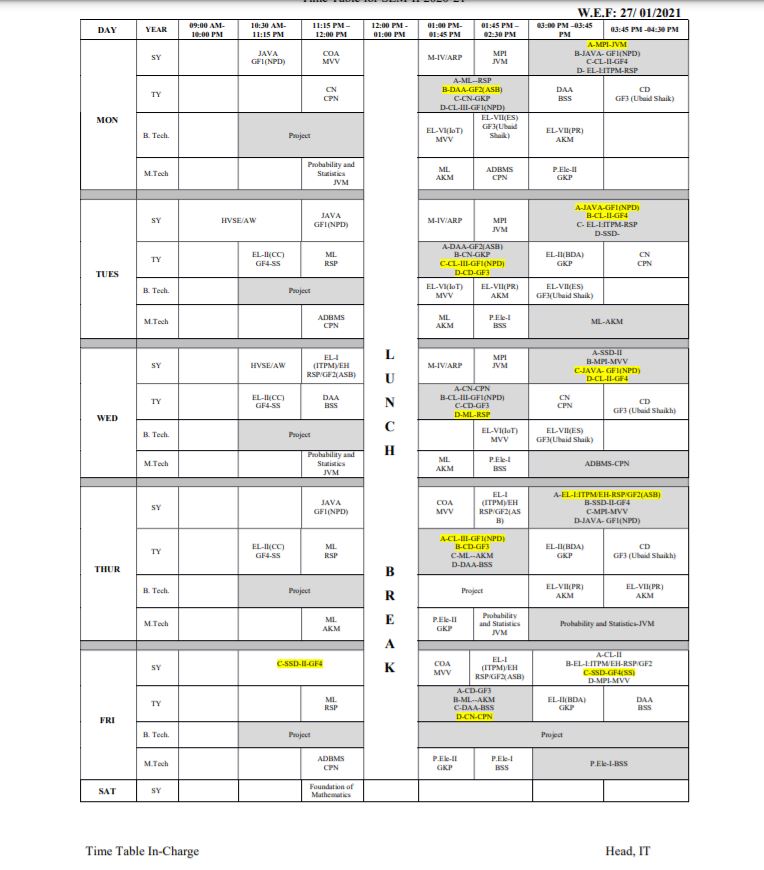 Time Table for SEM-II 2020-21
W.E.F: 27/ 01/2021
DAY YEAR 09:00 AM- 10:00 PM 10:30 AM- 11:15 PM 11:15 PM – 12:00 PM 12:00 PM - 01:00 PM 01:00 PM- 01:45 PM 01:45 PM – 02:30 PM 03:00 PM –03:45 PM 03:45 PM -04:30 PM
LUNCH BREAK
MON
SY
JAVA
GF1(NPD)
COA
MVV
M-IV/ARP
MPI
JVM
A-MPI-JVM
B-JAVA- GF1(NPD)
C-CL-II-GF4
D- EL-I:ITPM-RSP
TY
CN
CPN
A-ML--RSP
B-DAA-GF2(ASB)
C-CN-GKP
D-CL-III-GF1(NPD)
DAA
BSS
CD
GF3(Ubaid Shaik)
B. Tech.
Project
EL-VI(IoT)
MVV
EL-VII(ES)
GF3(Ubaid
Shaik)
EL-VII(PR)
AKM
M.Tech
Probability and
Statistics
JVM
ML
AKM
ADBMS
CPN
P.Ele-II
GKP
TUES
SY
HVSE/AW
JAVA
GF1(NPD)
M-IV/ARP
MPI
JVM
A-JAVA-GF1(NPD)
B-CL-II-GF4
C- EL-I:ITPM-RSP
D-SSD-
TY
EL-II(CC)
GF4-SS
ML
RSP
A-DAA-GF2(ASB)
B-CN-GKP
C-CL-III-GF1(NPD)
D-CD-GF3
EL-II(BDA)
GKP
CN
CPN
B. Tech
Project
EL-VI(IoT)
MVV
EL-VII(PR)
AKM
EL-VII(ES)
GF3(Ubaid Shaik)
M.Tech
ADBMS
CPN
ML
AKM
P.Ele-I
BSS
ML-AKM
WED
SY
HVSE/AW
EL-I
(ITPM)/EH
RSP/GF2(ASB)
M-IV/ARP
MPI
JVM
A-SSD-II
B-MPI-MVV
C-JAVA- GF1(NPD)
D-CL-II-GF4
TY
EL-II(CC)
GF4-SS
DAA
BSS
A-CN-CPN
B-CL-III-GF1(NPD)
C-CD-GF3
D-ML-RSP
CN
CPN
CD
GF3 (Ubaid Shaikh)
B. Tech.
Project
EL-VI(IoT)
MVV
EL-VII(ES)
GF3(Ubaid Shaik)
M.Tech
Probability and
Statistics
JVM
ML
AKM
P.Ele-I
BSS
ADBMS-CPN
THUR
SY
JAVA
GF1(NPD)
COA
MVV
EL-I
(ITPM)/EH
RSP/GF2(AS
B)
A-EL-I:ITPM/EH-RSP/GF2(ASB)
B-SSD-II-GF4
C-MPI-MVV
D-JAVA- GF1(NPD)
TY
EL-II(CC)
GF4-SS
ML
RSP
A-CL-III-GF1(NPD)
B-CD-GF3
C-ML--AKM
D-DAA-BSS
EL-II(BDA)
GKP
CD
GF3 (Ubaid Shaikh)
B. Tech.
Project
Project
EL-VII(PR)
AKM
EL-VII(PR)
AKM
M.Tech
ML
AKM
P.Ele-II
GKP
Probability
and Statistics
JVM
Probability and Statistics-JVM
FRI
SY
C-SSD-II-GF4
COA
MVV
EL-I
(ITPM)/EH
RSP/GF2(ASB)
A-CL-II
B-EL-I:ITPM/EH-RSP/GF2
C-SSD-GF4(SS)
D-MPI-MVV
TY
ML
RSP
A-CD-GF3
B-ML--AKM
C-DAA-BSS
D-CN-CPN
EL-II(BDA)
GKP
DAA
BSS
B. Tech.
Project
Project
M.Tech
ADBMS
CPN
P.Ele-II
GKP
P.Ele-I
BSS
P.Ele-I-BSS
SAT
SY
Foundation of
Mathematics
Time Table In-Charge
Head, IT